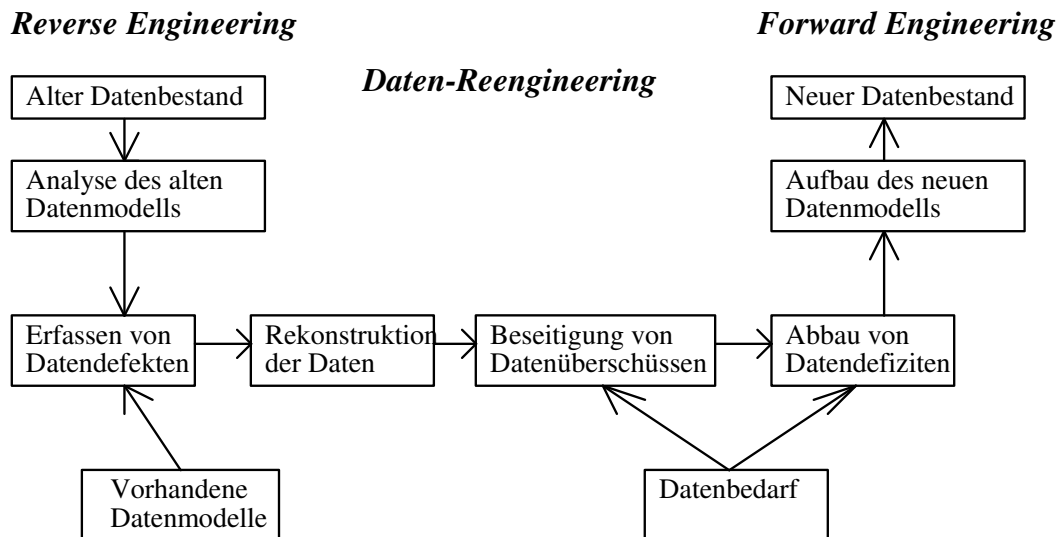 Reverse Engineering
Forward Engineering
Daten-Reengineering
Alter Datenbestand
Neuer Datenbestand
Analyse des alten
Datenmodells
Aufbau des neuen
Datenmodells
Erfassen von
Datendefekten
Rekonstruktion
der Daten
Beseitigung von
Datenüberschüssen
Abbau von
Datendefiziten
Vorhandene
Datenmodelle
Datenbedarf